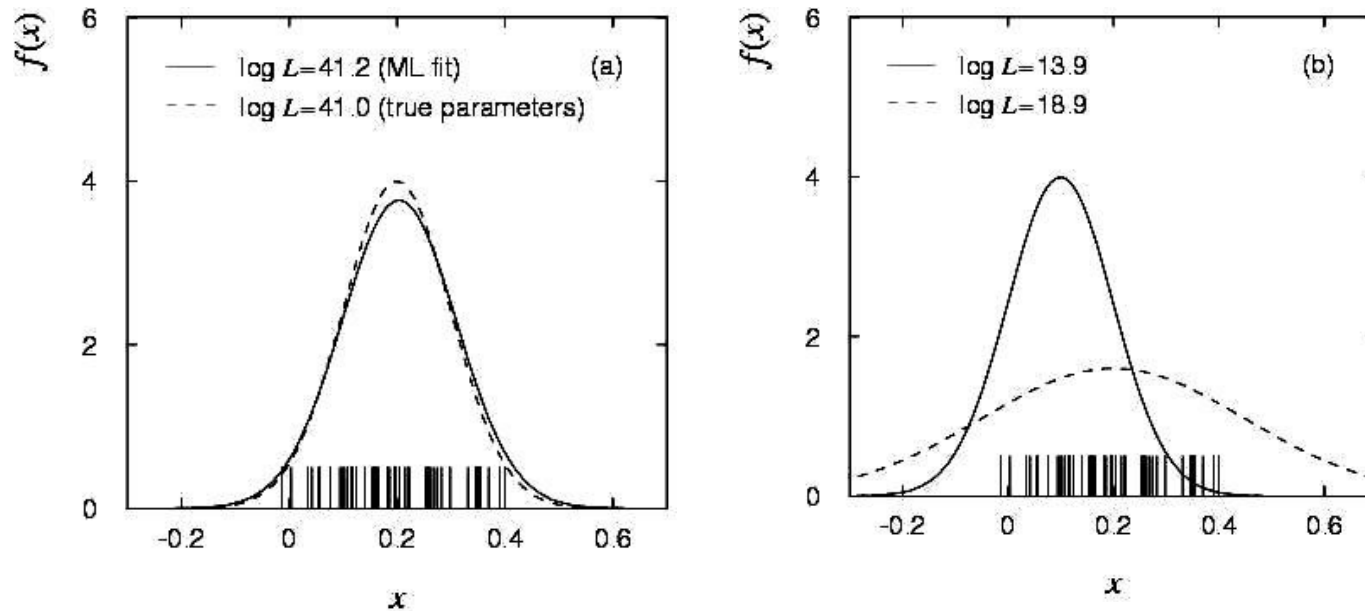 f(x)
6
4
2
0
log L=41.2 (ML fit)
(a)
log L=41.0 (true parameters)
-0.2
0
0.2
0.4
0.6
x
f(x)
6
4
2
0
log L=13.9
(b)
log L=18.9
-0.2
0
0.2
0.4
0.6
x